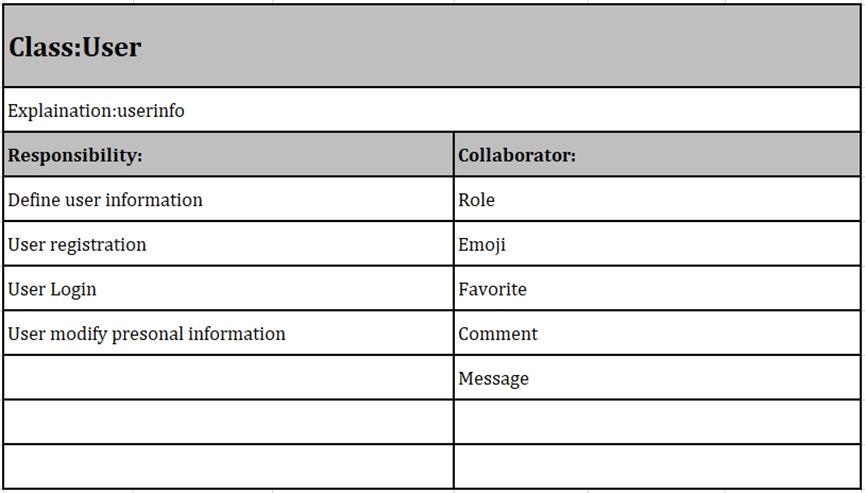 Class:User
Explaination:userinfo
Responsibility: Collaborator:
Define user information Role
User registration Emoji
User Login Favorite
User modify presonal information Comment
Message